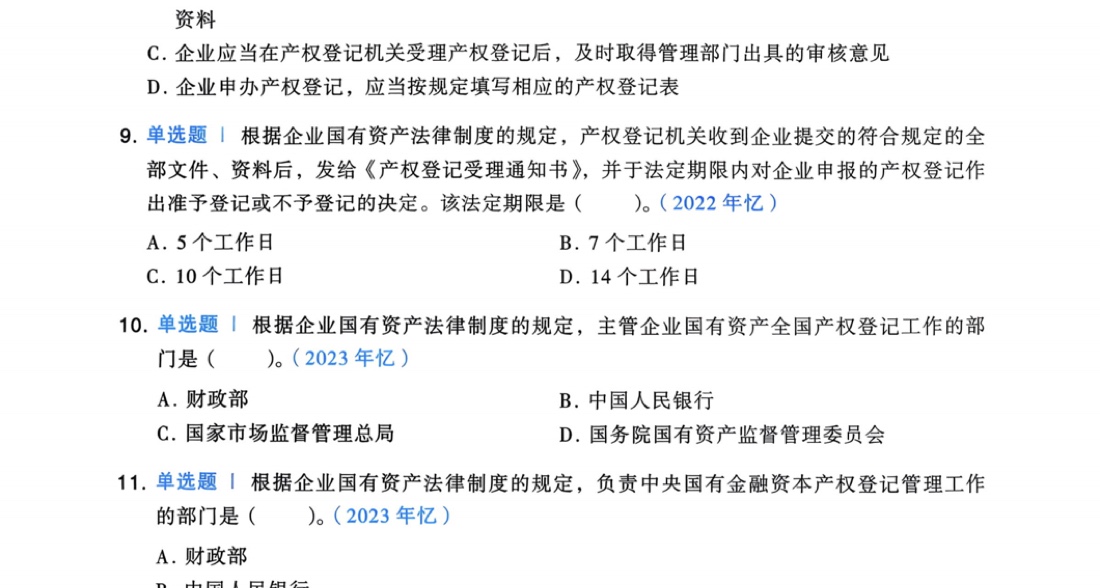 资料
C. 企业应当在产权登记机关受理产权登记后，及时取得管理部门出具的审核意见
D. 企业申办产权登记，应当按规定填写相应的产权登记表
9. 单选题 | 根据企业国有资产法律制度的规定，产权登记机关收到企业提交的符合规定的全
部文件、资料后，发给《产权登记受理通知书》，并于法定期限内对企业申报的产权登记作
出准予登记或不予登记的决定。该法定期限是（　　）。（2022 年忆）
A. 5 个工作日 B. 7 个工作日
C. 10 个工作日 D. 14 个工作日
10. 单选题 | 根据企业国有资产法律制度的规定，主管企业国有资产全国产权登记工作的部
门是（　　）。（2023 年忆）
A. 财政部 B. 中国人民银行
C. 国家市场监督管理总局 D. 国务院国有资产监督管理委员会
11. 单选题 | 根据企业国有资产法律制度的规定，负责中央国有金融资本产权登记管理工作
的部门是（　　）。（2023 年忆）
A. 财政部
B. 中国人民银行